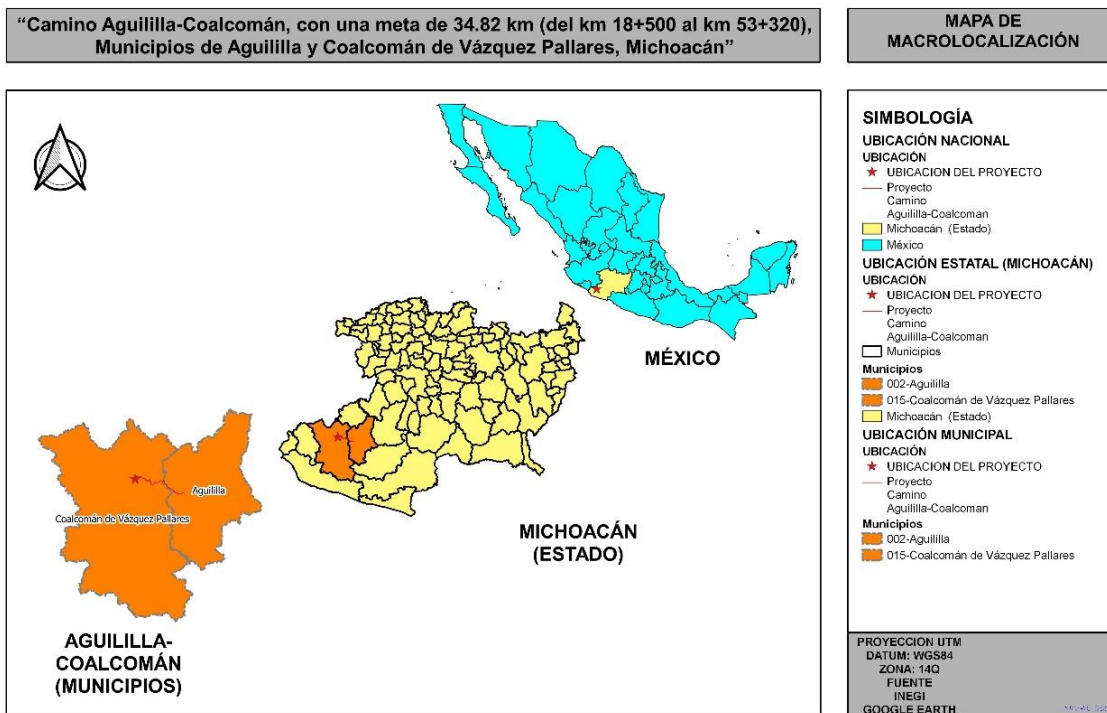 “Camino Aguililla-Coalcomán, con una meta de 34.82 km (del km 18+500 al km 53+320),
Municipios de Aguililla y Coalcomán de Vázquez Pallares, Michoacán”
MAPA DE
MACROLOCALIZACIÓN
MÉXICO
MICHOACÁN
(ESTADO)
Aguililla
Coalcomán de Vázquez Pallares
AGUILILLA-
COALCOMÁN
(MUNICIPIOS)
SIMBOLOGÍA
UBICACIÓN NACIONAL
UBICACIÓN
UBICACION DEL PROYECTO
Proyecto
Camino
Aguililla-Coalcoman
Michoacán (Estado)
México
UBICACIÓN ESTATAL (MICHOACÁN)
UBICACIÓN
UBICACION DEL PROYECTO
Proyecto
Camino
Aguililla-Coalcoman
Municipios
Municipios
002-Aguililla
015-Coalcomán de Vázquez Pallares
Michoacán (Estado)
UBICACIÓN MUNICIPAL
UBICACIÓN
UBICACION DEL PROYECTO
Proyecto
Camino
Aguililla-Coalcoman
Municipios
002-Aguililla
015-Coalcomán de Vázquez Pallares
PROYECCION UTM
DATUM: WGS84
ZONA: 14Q
FUENTE
INEGI
GOOGLE EARTH